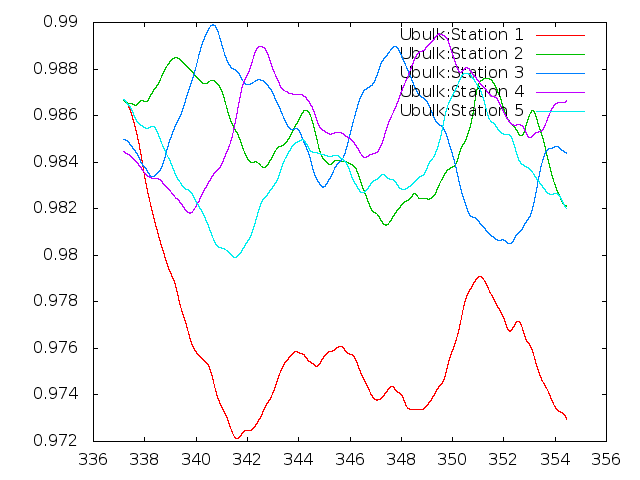 0.99
0.988
0.986
0.984
0.982
0.98
0.978
0.976
0.974
0.972
336 338 340 342 344 346 348 350 352 354 356
Ubulk:Station 1
Ubulk:Station 2
Ubulk:Station 3
Ubulk:Station 4
Ubulk:Station 5